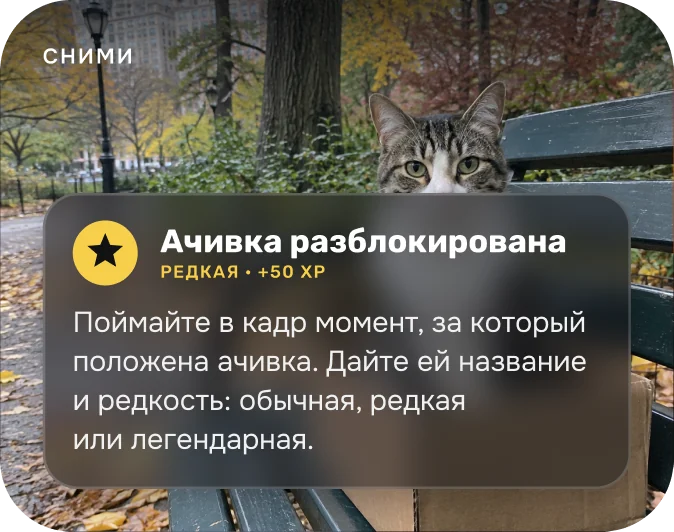 СНИМИ
Ачивка разблокирована
РЕДКАЯ • +50 XP
Поймайте в кадр момент, за который
положена ачивка. Дайте ей название
и редкость: обычная, редкая
или легендарная.